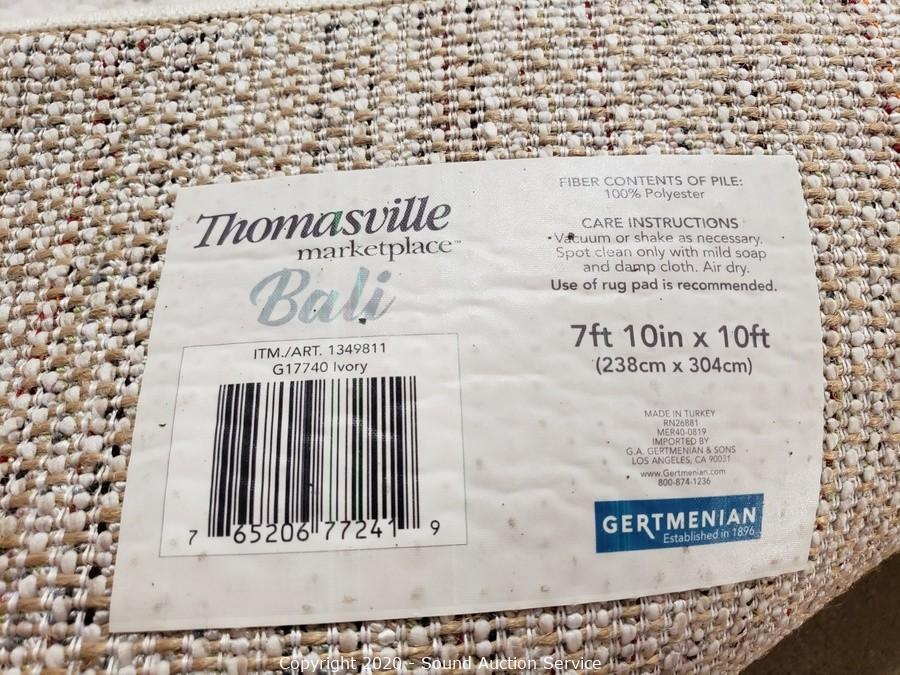 Thomasville
marketplace™
Bali
ITM./ART. 1349811
G17740 Ivory
7 65206 77241 9
FIBER CONTENTS OF PILE:
100% Polyester
CARE INSTRUCTIONS
Vacuum or shake as necessary.
Spot clean only with mild soap
and damp cloth. Air dry.
Use of rug pad is recommended.
7ft 10in x 10ft
(238cm x 304cm)
MADE IN TURKEY
RN26881
MER40-0819
IMPORTED BY
G.A. GERTMENIAN & SONS
LOS ANGELES, CA 90031
www.Gertmenian.com
800-874-1236
GERTMENIAN
Established in 1896
Copyright 2020 - Sound Auction Service